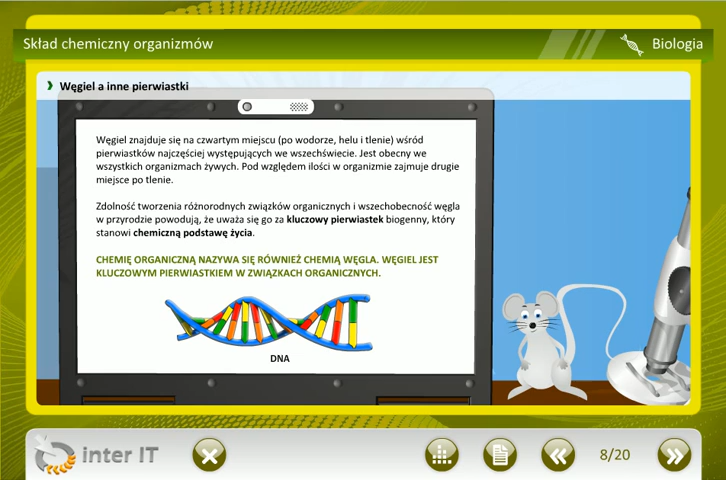 Skład chemiczny organizmów
Biologia
Węgiel a inne pierwiastki
Węgiel znajduje się na czwartym miejscu (po wodorze, helu i tlenie) wśród
pierwiastków najczęściej występujących we wszechświecie. Jest obecny we
wszystkich organizmach żywych. Pod względem ilości w organizmie zajmuje drugie
miejsce po tlenie.
Zdolność tworzenia różnorodnych związków organicznych i wszechobecność węgla
w przyrodzie powodują, że uważa się go za kluczowy pierwiastek biogenny, który
stanowi chemiczną podstawę życia.
CHEMIĘ ORGANICZNĄ NAZYWA SIĘ RÓWNIEŻ CHEMIĄ WĘGLA. WĘGIEL JEST
KLUCZOWYM PIERWIASTKIEM W ZWIĄZKACH ORGANICZNYCH.
DNA
inter IT
8/20